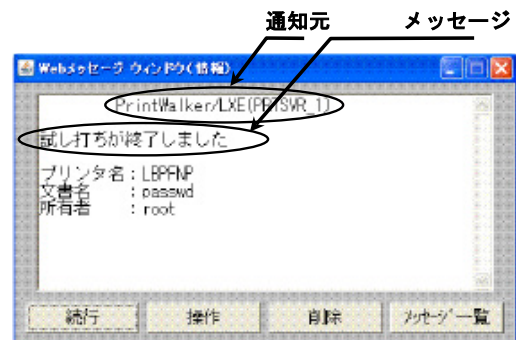 通知元 メッセージ
Webメッセージ ウィンドウ(情報)
PrintWalker/LXE(PRTSVR_1)
試し打ちが終了しました
プリンタ名:LBPFNP
文書名 :passwd
所有者 :root
続行 操作 削除 メッセージ一覧